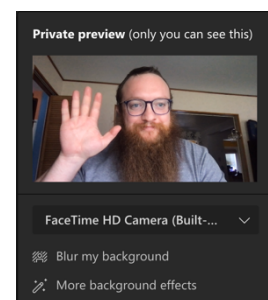 Private preview (only you can see this)
FaceTime HD Camera (Built-...
Blur my background
More background effects